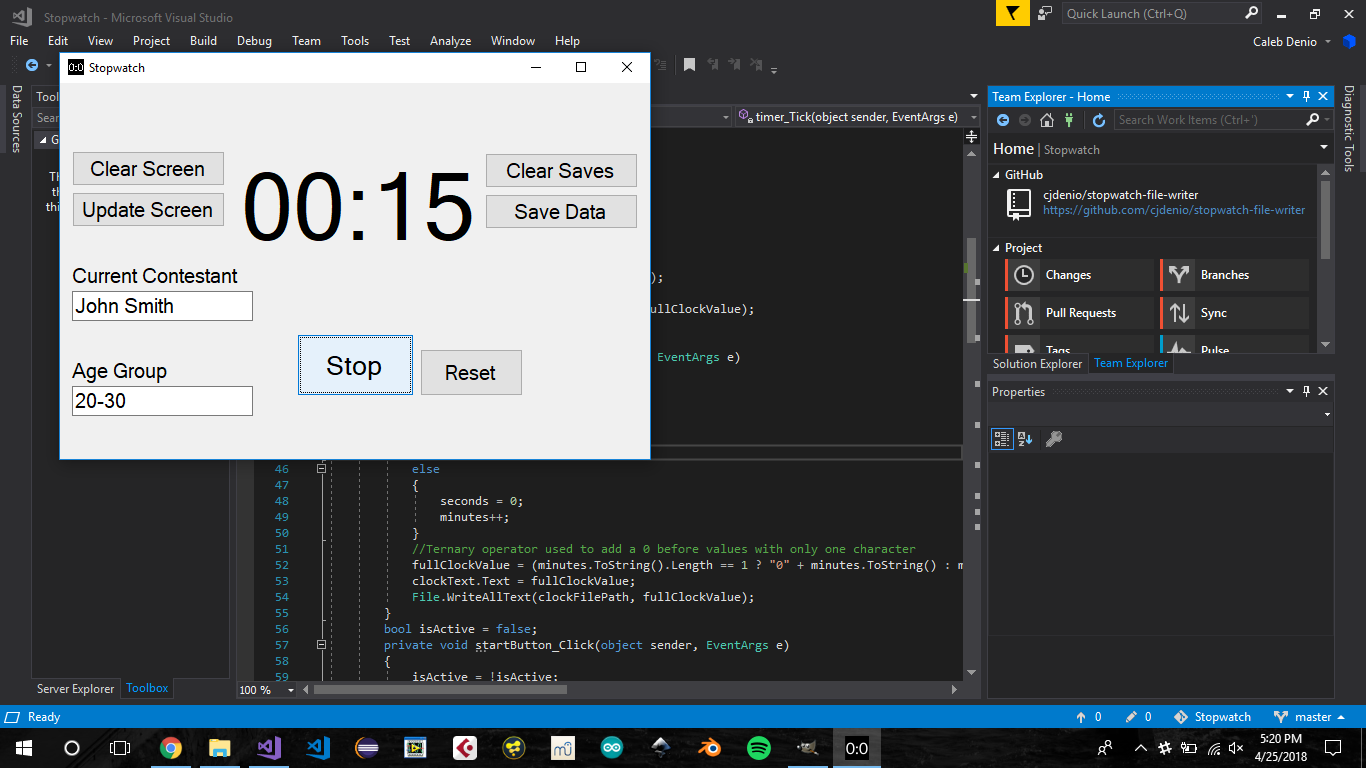 Stopwatch - Microsoft Visual Studio
Quick Launch (Ctrl+Q)
File Edit View Project Build Debug Team Tools Test Analyze Window Help
Caleb Denio
0:0 Stopwatch
Clear Screen
Update Screen
00:15
Clear Saves
Save Data
Current Contestant
John Smith
Age Group
20-30
Stop
Reset
Data Sources
timer_Tick(object sender, EventArgs e)
);
EventArgs e)
46 else
47 {
48 seconds = 0;
49 minutes++;
50 }
51 //Ternary operator used to add a 0 before values with only one character
52 fullClockValue = (minutes.ToString().Length == 1 ? "0" + minutes.ToString() : m
53 clockText.Text = fullClockValue;
54 File.WriteAllText(clockFilePath, fullClockValue);
55 }
56 bool isActive = false;
57 private void startButton_Click(object sender, EventArgs e)
58 {
59 isActive = !isActive;
100 %
Server Explorer Toolbox
Team Explorer - Home
Search Work Items (Ctrl+')
Home | Stopwatch
GitHub
cjdenio/stopwatch-file-writer
https://github.com/cjdenio/stopwatch-file-writer
Project
Changes
Branches
Pull Requests
Sync
Tags
Pulse
Solution Explorer Team Explorer
Properties
Diagnostic Tools
Ready
0
0
Stopwatch
master
0:0
5:20 PM
4/25/2018